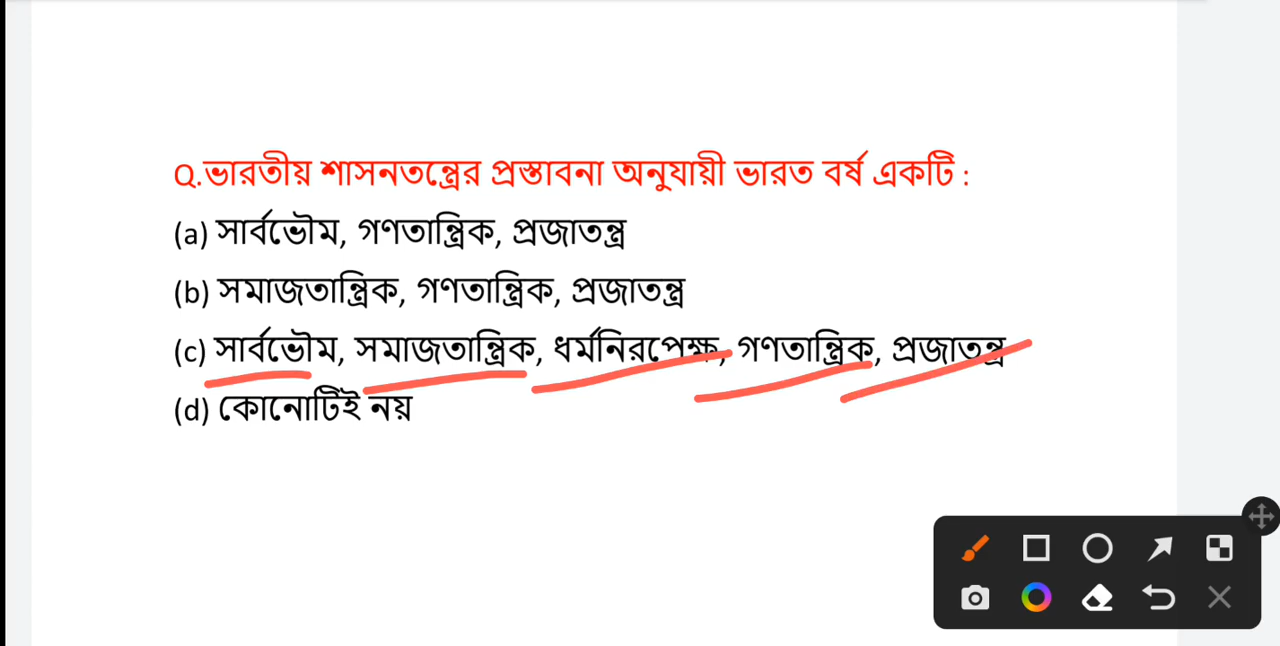 Q.ভারতীয় শাসনতন্ত্রের প্রস্তাবনা অনুযায়ী ভারত বর্ষ একটি :
(a) সার্বভৌম, গণতান্ত্রিক, প্রজাতন্ত্র
(b) সমাজতান্ত্রিক, গণতান্ত্রিক, প্রজাতন্ত্র
(c) সার্বভৌম, সমাজতান্ত্রিক, ধর্মনিরপেক্ষ, গণতান্ত্রিক, প্রজাতন্ত্র
(d) কোনোটিই নয়